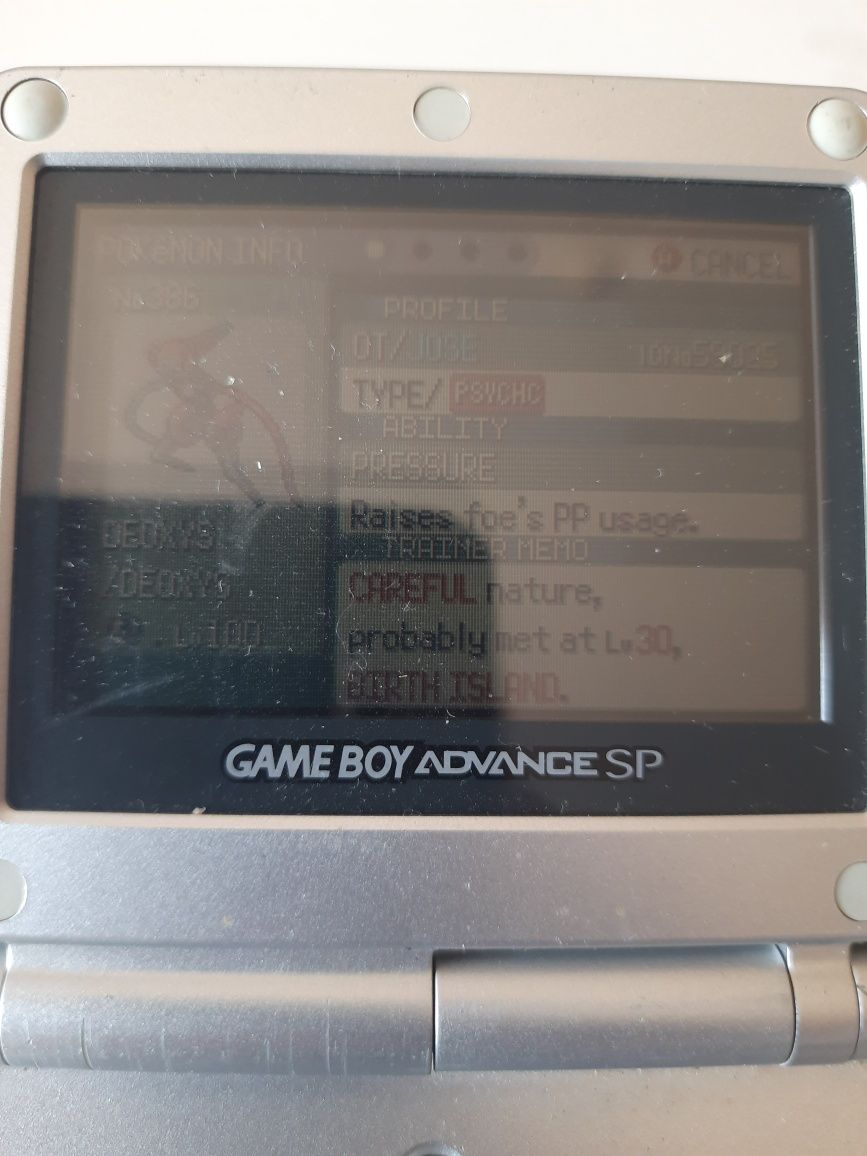 POKéMON INFO
CANCEL
No386
PROFILE
OT/JOSE
TYPE/ PSYCHC
ABILITY
PRESSURE
Raises foe's PP usage.
DEOXYS
TRAINER MEMO
/DEOXYS
CAREFUL nature,
Lv100
probably met at Lv30,
BIRTH ISLAND.
GAME BOY ADVANCE SP